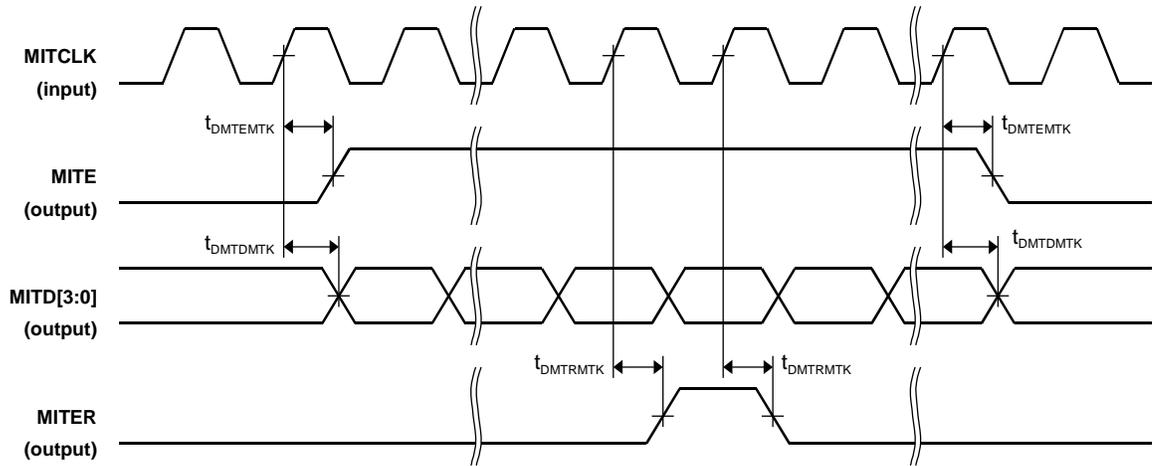 MITCLK
(input)
tDMTEMTK
tDMTEMTK
MITE
(output)
tDMTDMTK
tDMTDMTK
MITD[3:0]
(output)
tDMTRMTK
tDMTRMTK
MITER
(output)